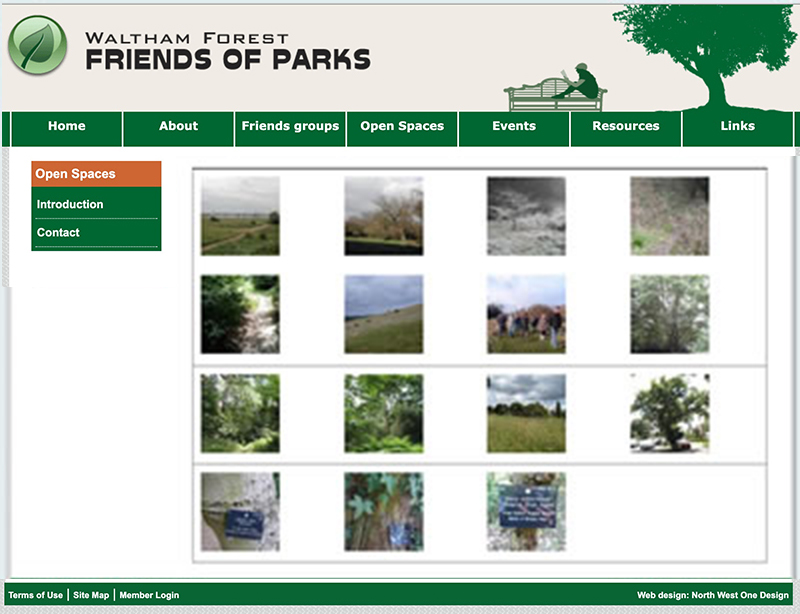 WALTHAM FOREST
FRIENDS OF PARKS
Home About Friends groups Open Spaces Events Resources Links
Open Spaces
Introduction
Contact
Terms of Use | Site Map | Member Login Web design: North West One Design